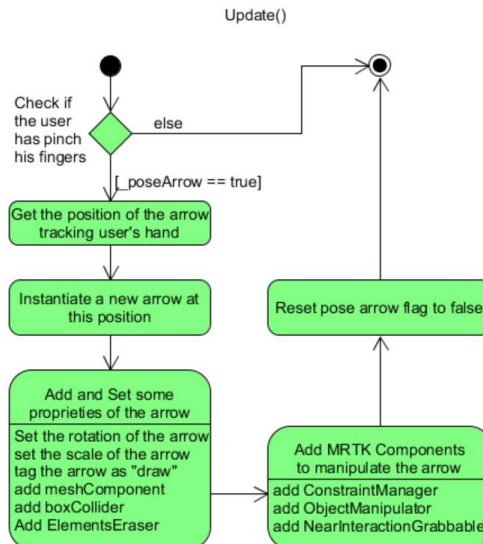 Update()
Check if
the user
has pinch
his fingers
else
[_poseArrow == true]
Get the position of the arrow
tracking user's hand
Instantiate a new arrow at
this position
Reset pose arrow flag to false
Add and Set some
proprieties of the arrow
Set the rotation of the arrow
set the scale of the arrow
tag the arrow as "draw"
add meshComponent
add boxCollider
Add ElementsEraser
Add MRTK Components
to manipulate the arrow
add ConstraintManager
add ObjectManipulator
add NearInteractionGrabbable